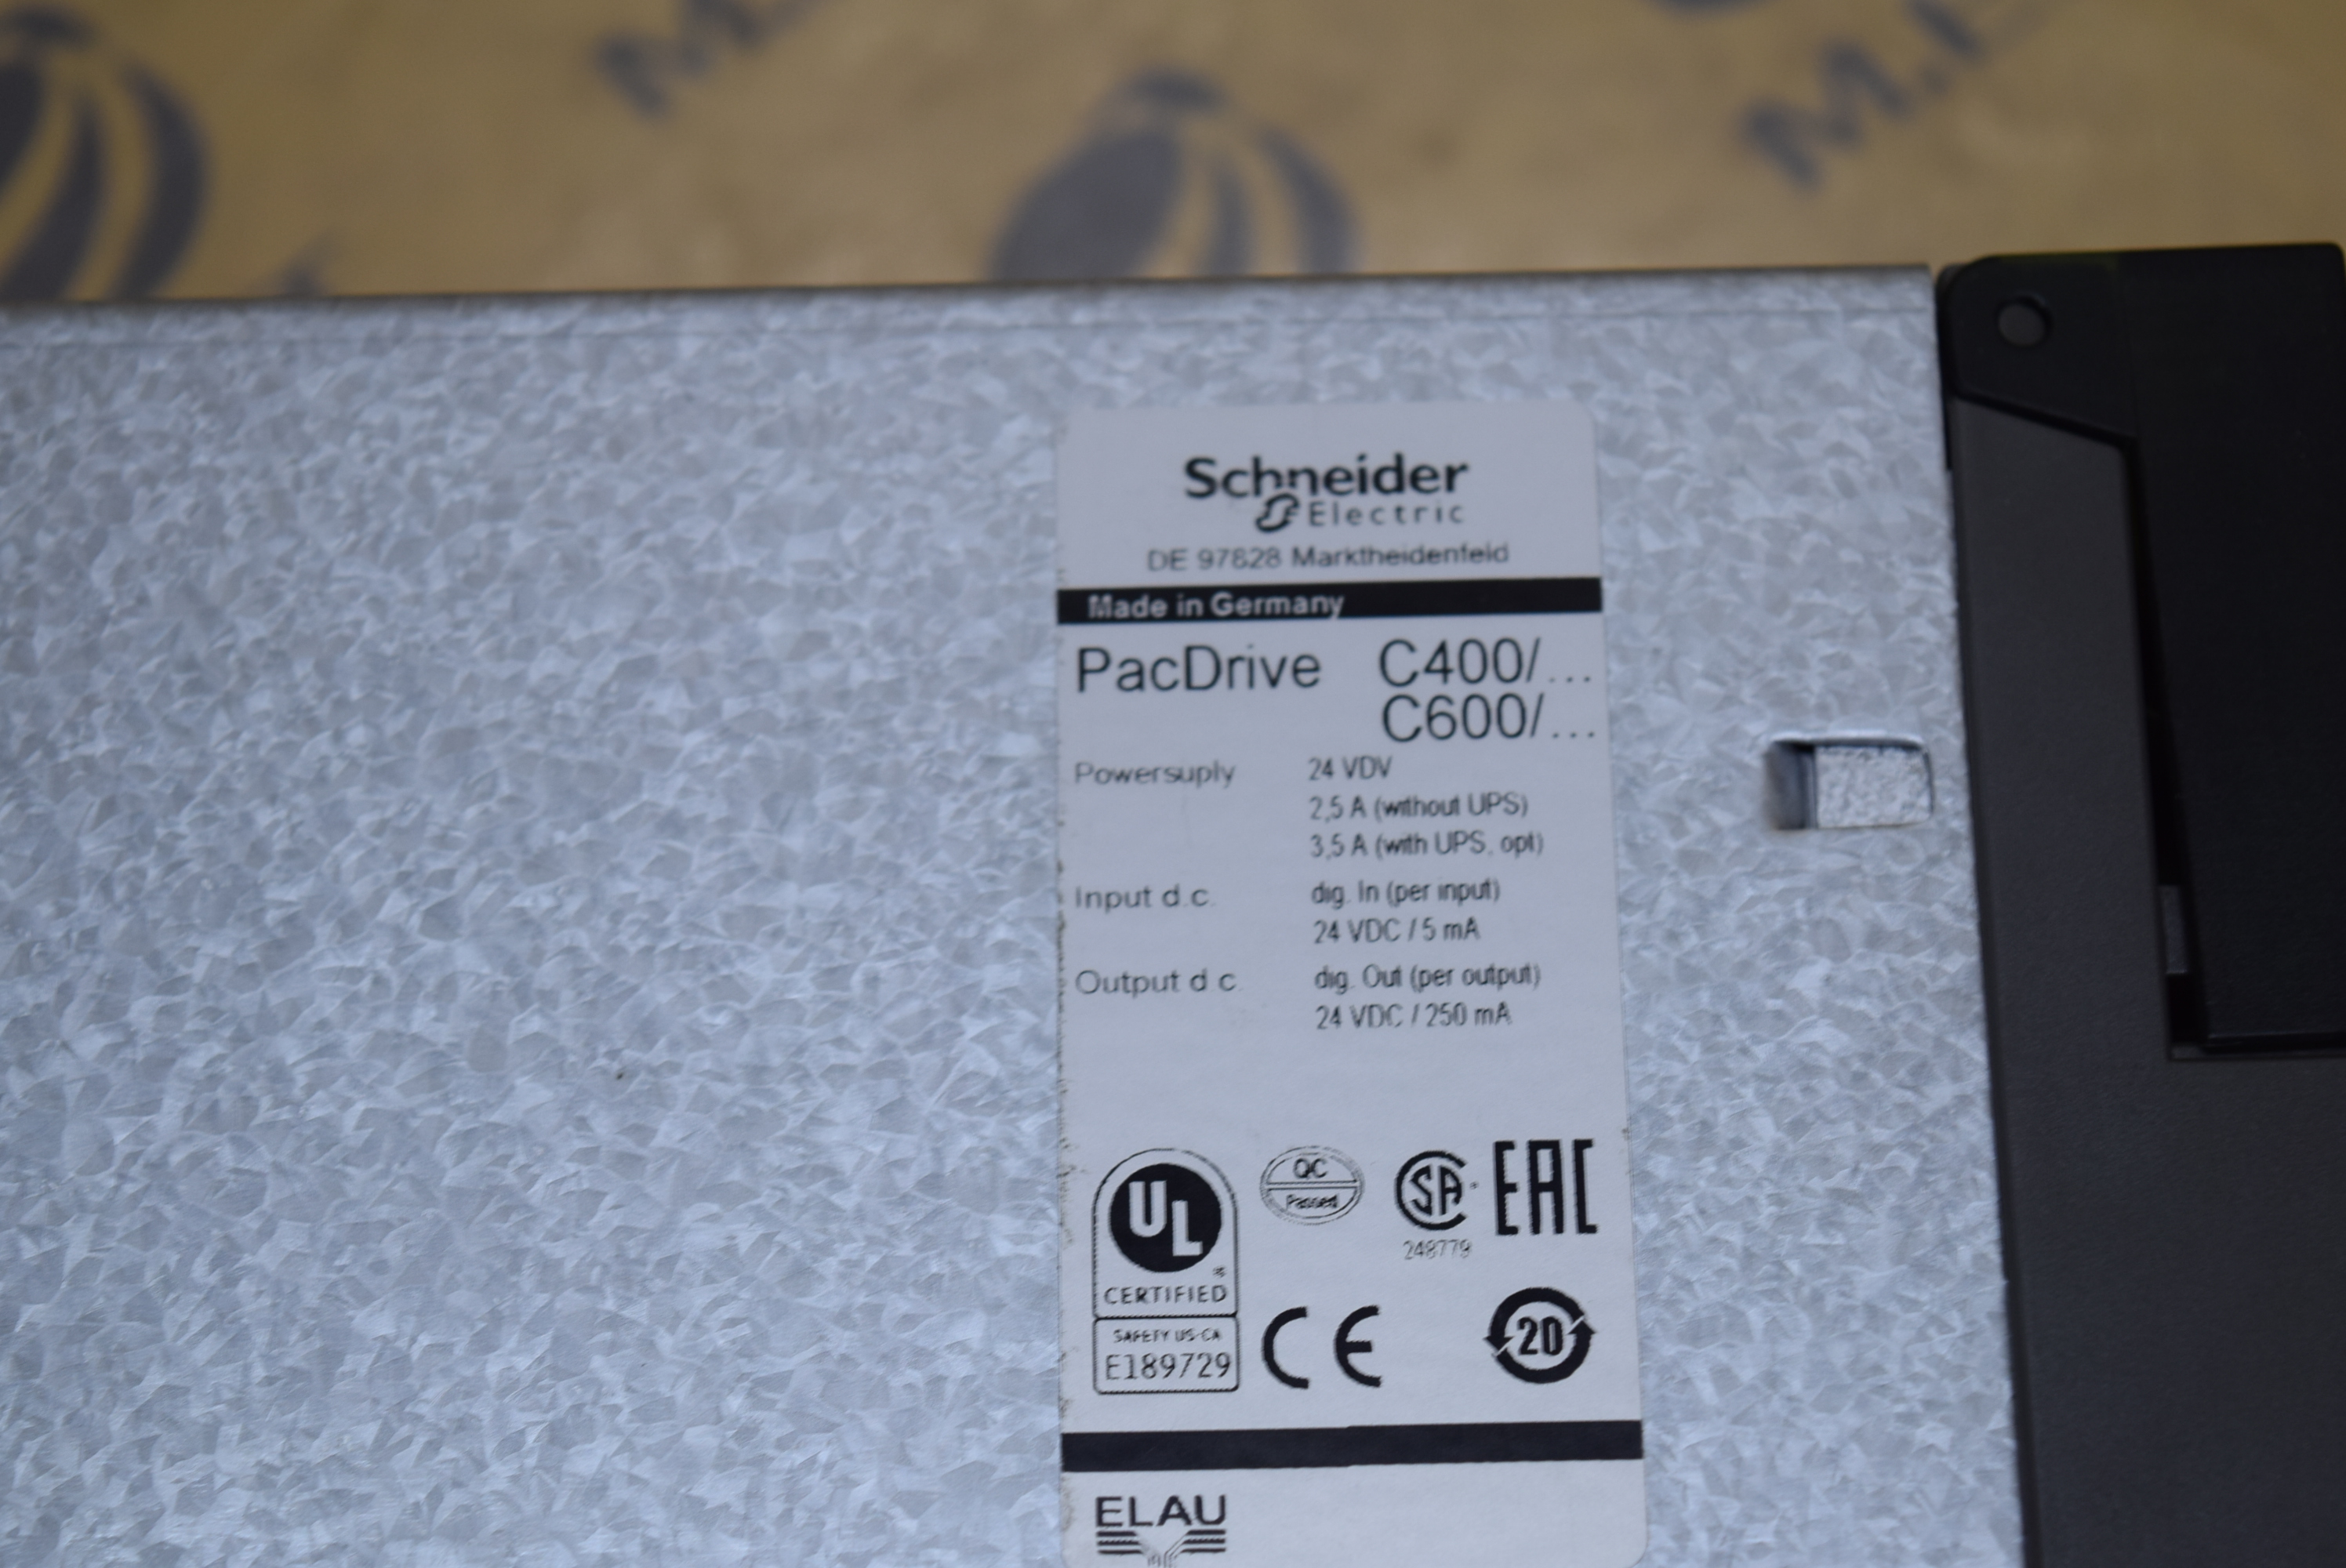 M.
M.
Schneider
Electric
DE 97828 Marktheidenfeld
Made in Germany
PacDrive C400/...
C600/...
Powersuply 24 VDV
2,5 A (without UPS)
3,5 A (with UPS, opt)
Input d.c. dig. In (per input)
24 VDC / 5 mA
Output d c dig. Out (per output)
24 VDC / 250 mA
UL
CERTIFIED
SAFETY US-CA
E189729
QC
Passed
SA
248779
EAC
CE
20
ELAU